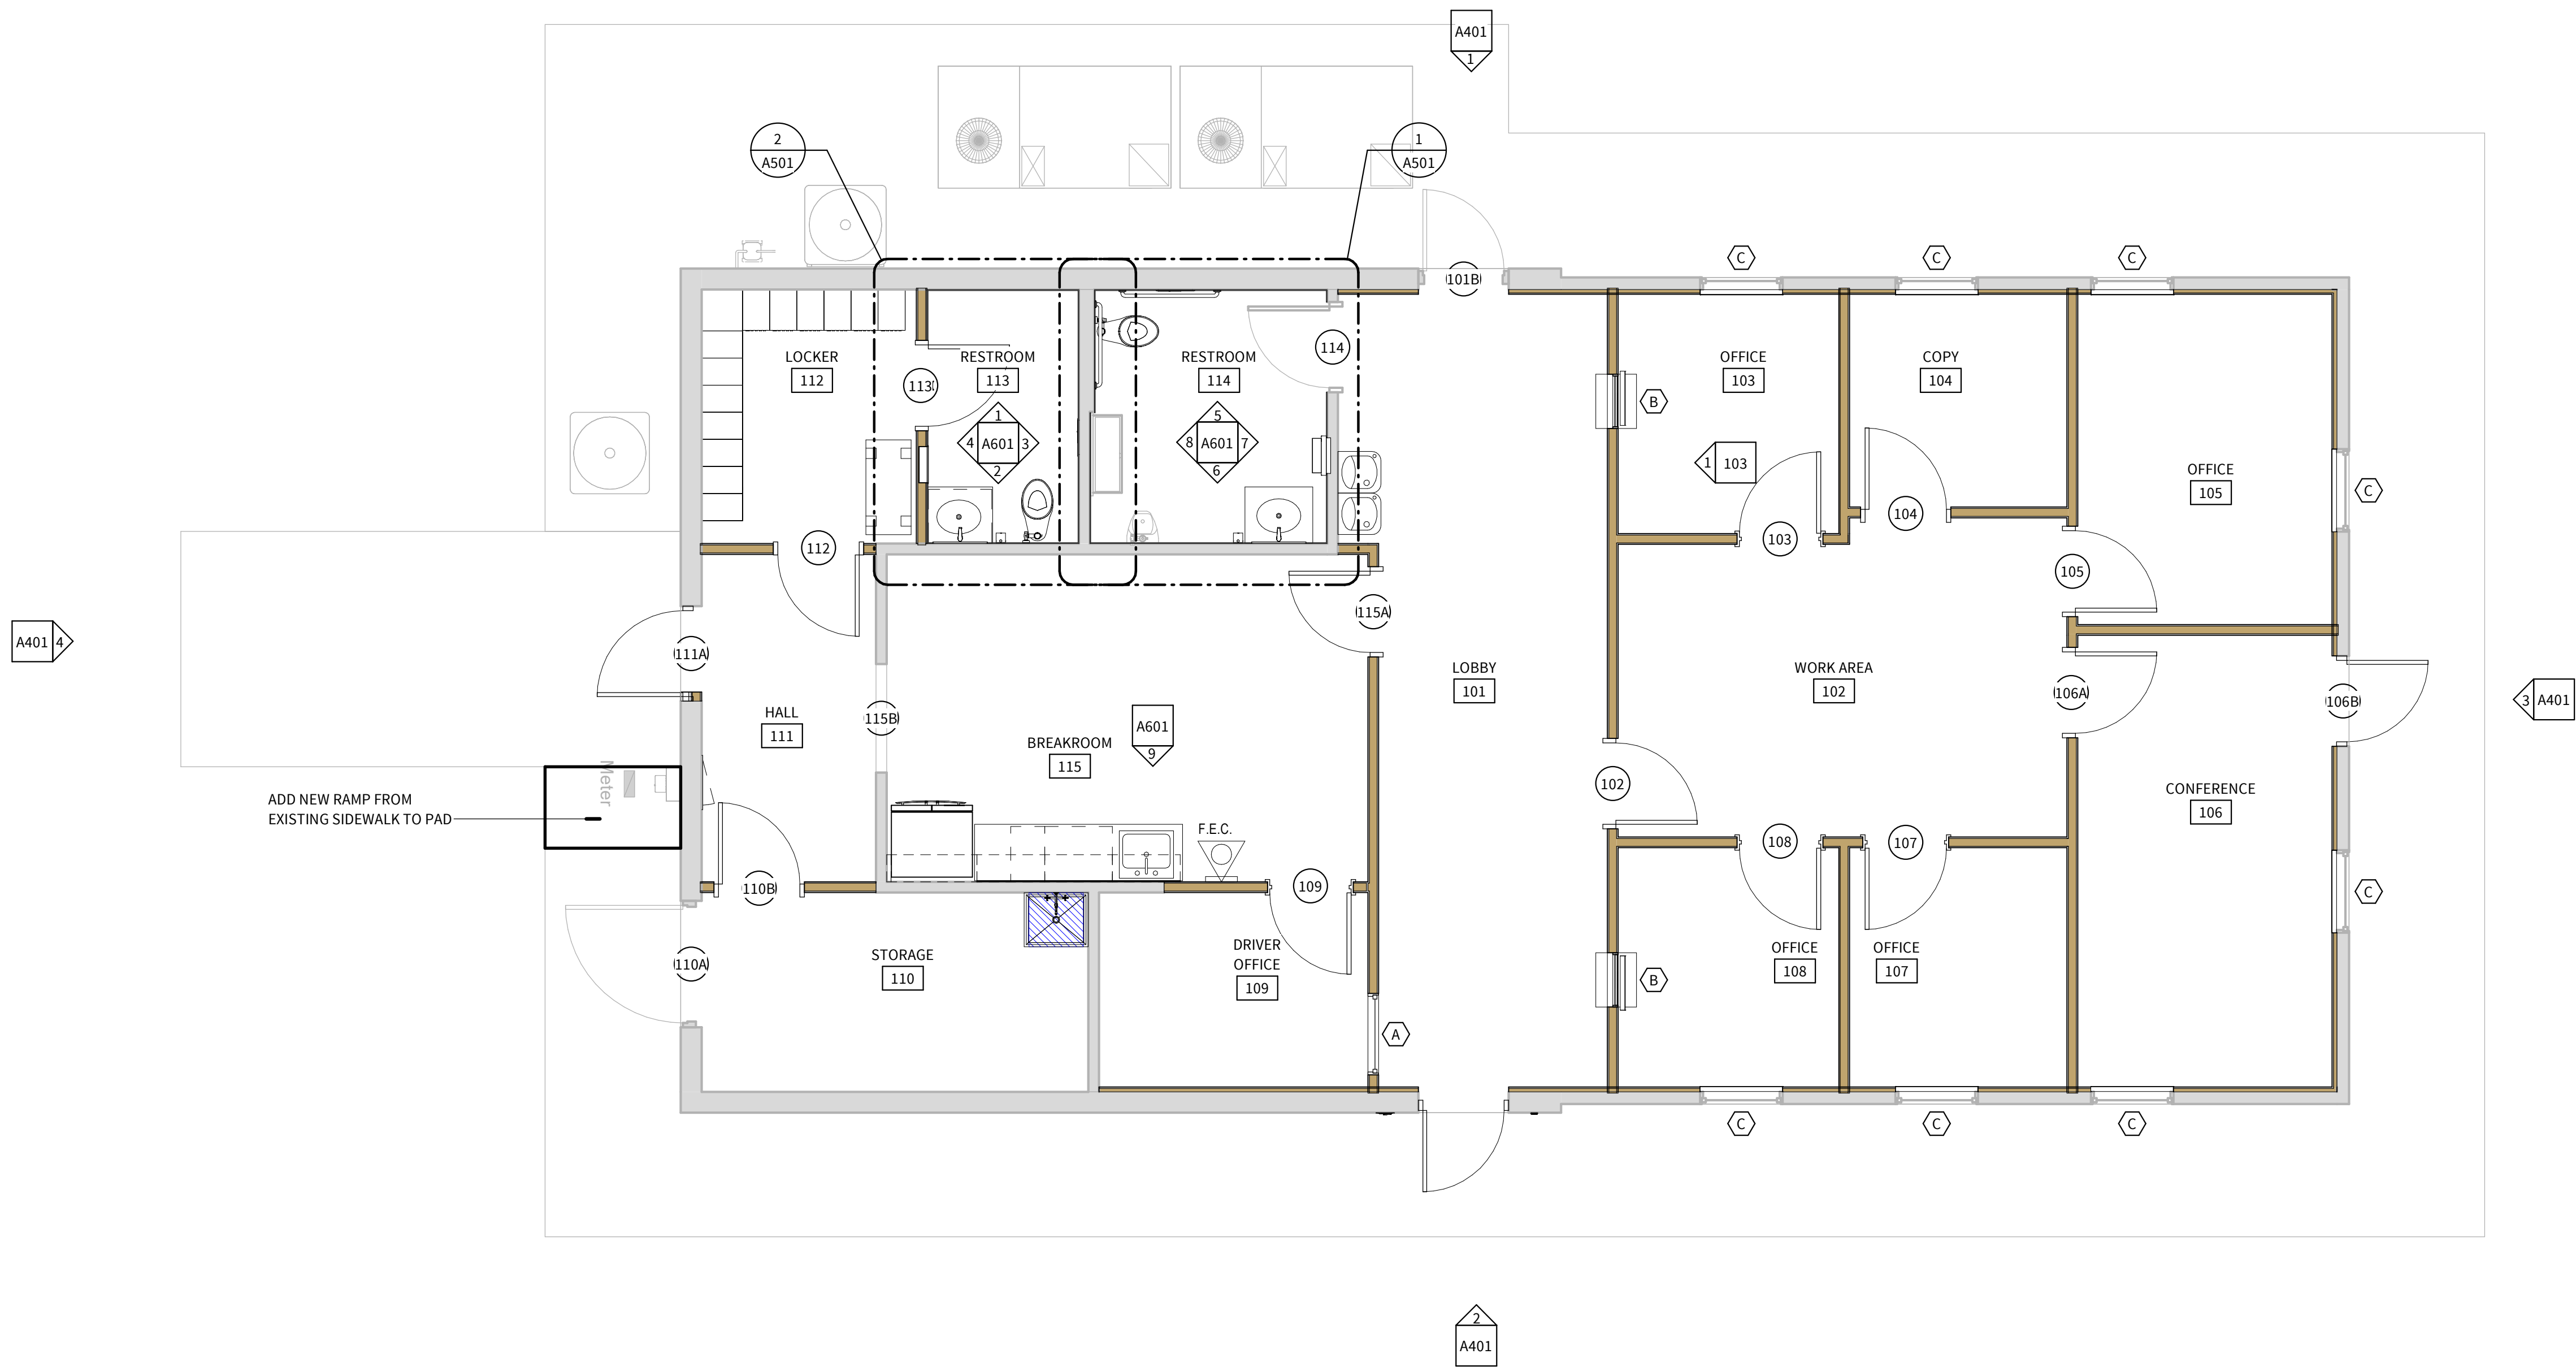 A401
1
2
A501
1
A501
101B
C
C
C
LOCKER
112
RESTROOM
113
RESTROOM
114
OFFICE
103
COPY
104
113
114
B
1
4 A601 3
2
5
8 A601 7
6
1 103
OFFICE
105
C
112
103
104
105
111A
115A
A401 4
HALL
111
115B
BREAKROOM
115
A601
9
LOBBY
101
WORK AREA
102
106A
106B
3 A401
Meter
ADD NEW RAMP FROM
EXISTING SIDEWALK TO PAD
102
CONFERENCE
106
F.E.C.
108
107
110B
109
C
110A
STORAGE
110
DRIVER
OFFICE
109
OFFICE
108
OFFICE
107
B
A
C
C
C
2
A401